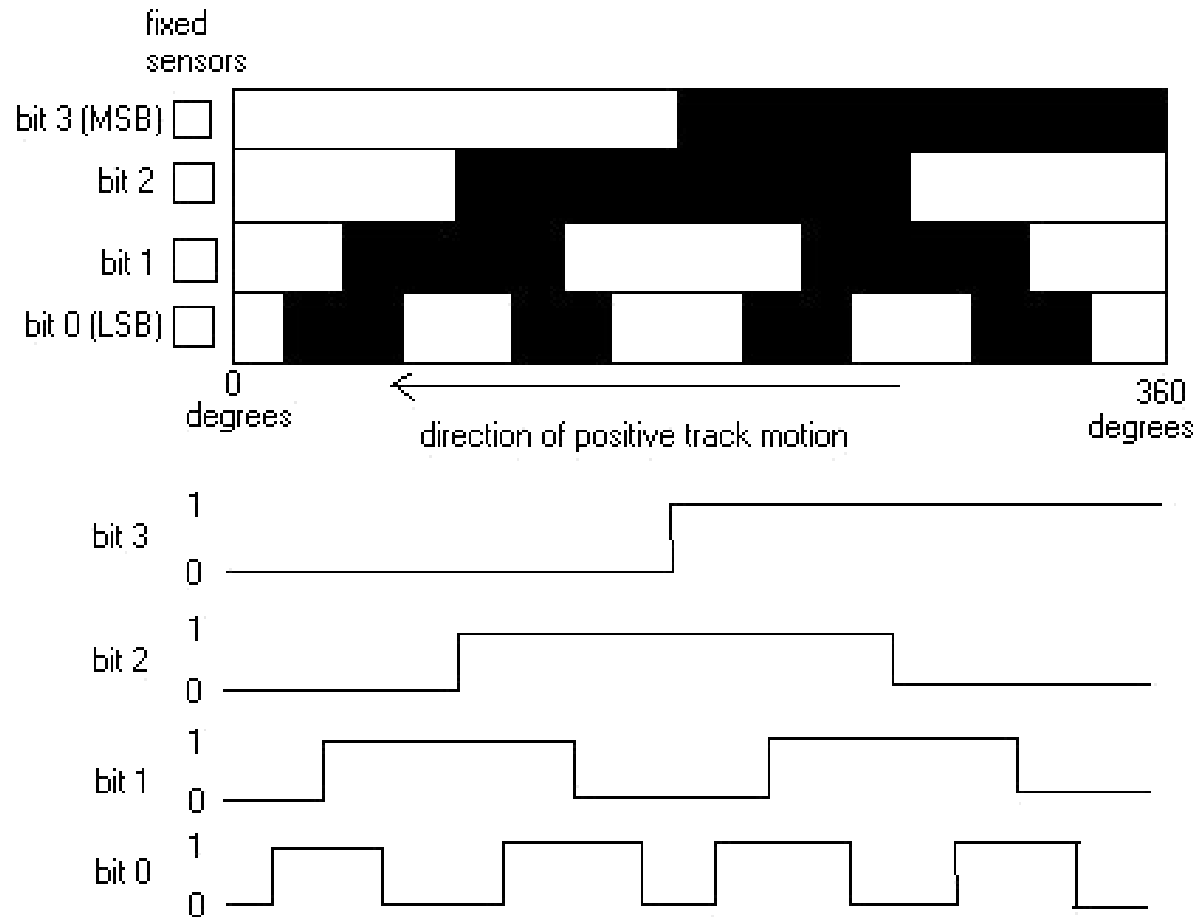 fixed
sensors
bit 3 (MSB)
bit 2
bit 1
bit 0 (LSB)
0
degrees
360
degrees
direction of positive track motion
1
bit 3
0
1
bit 2
0
1
bit 1
0
1
bit 0
0